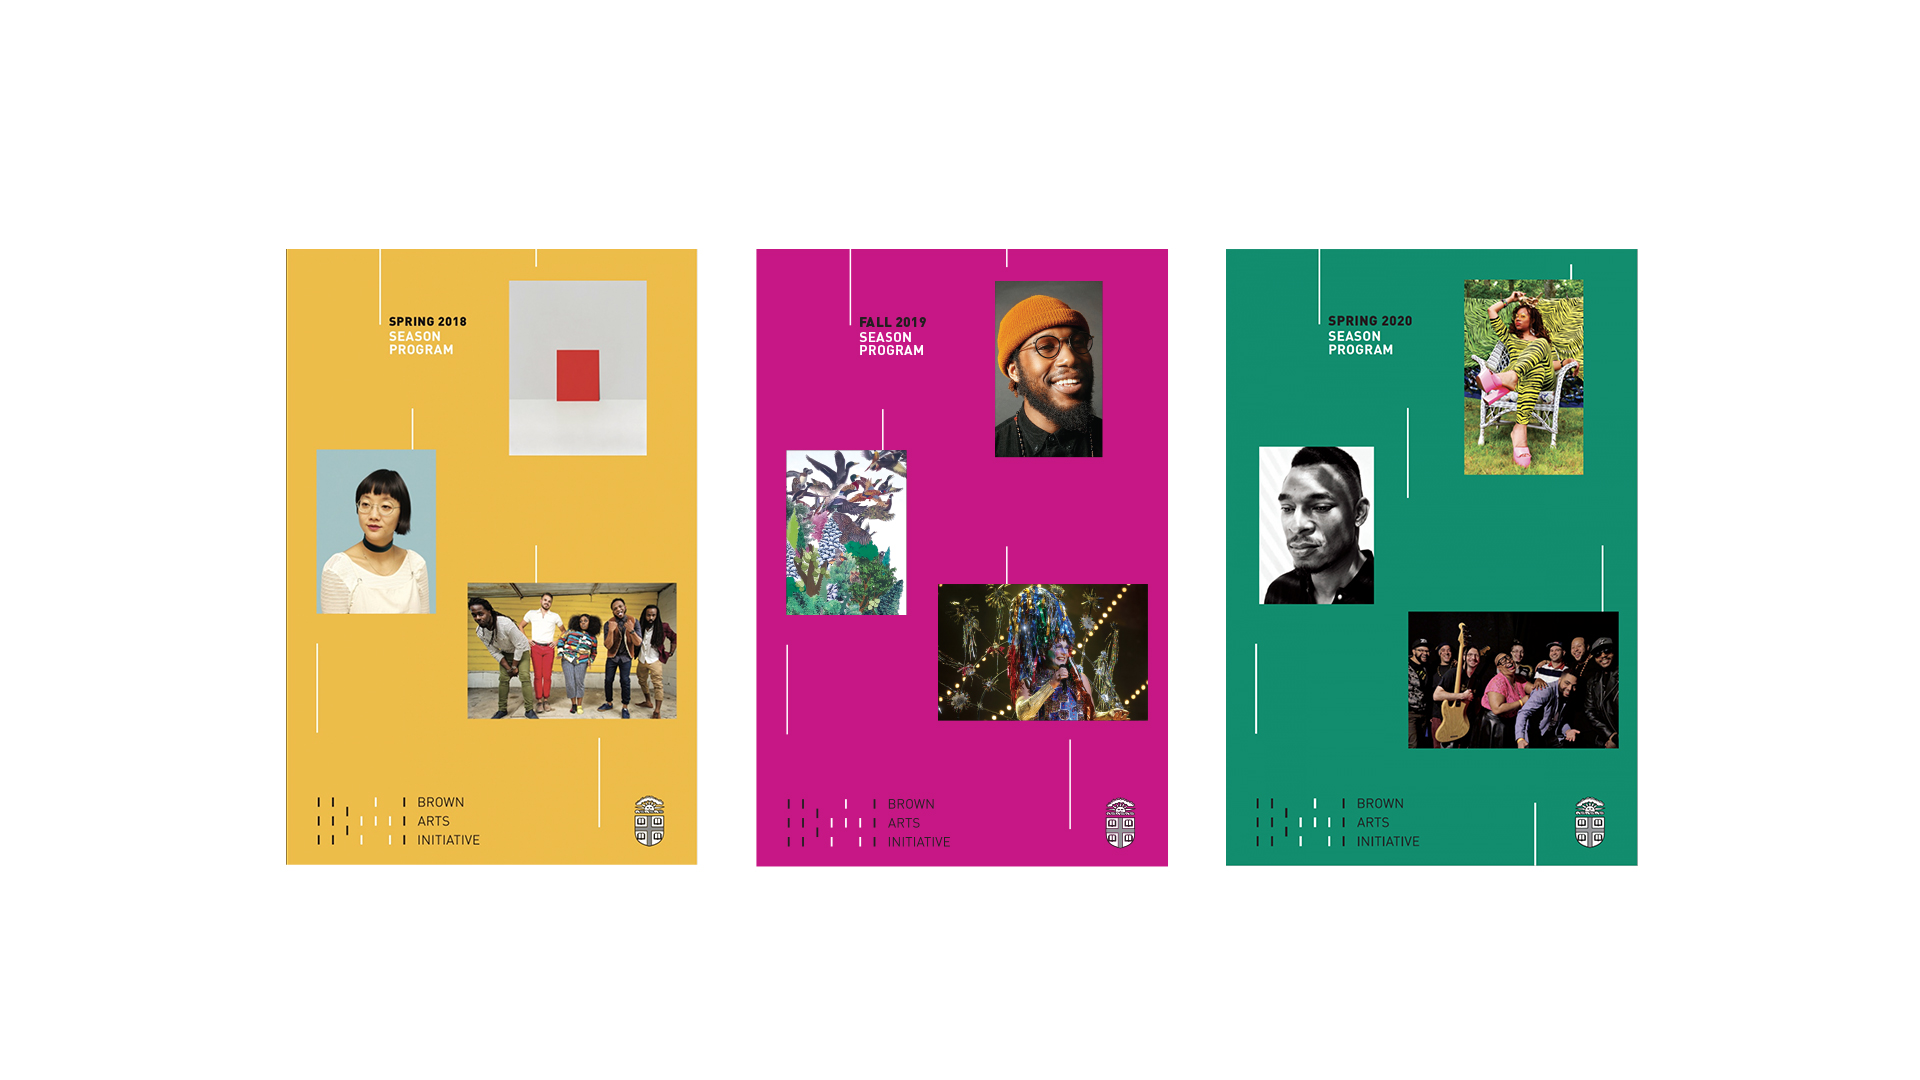 SPRING 2018
SEASON
PROGRAM
BROWN
ARTS
INITIATIVE
FALL 2019
SEASON
PROGRAM
BROWN
ARTS
INITIATIVE
SPRING 2020
SEASON
PROGRAM
BROWN
ARTS
INITIATIVE